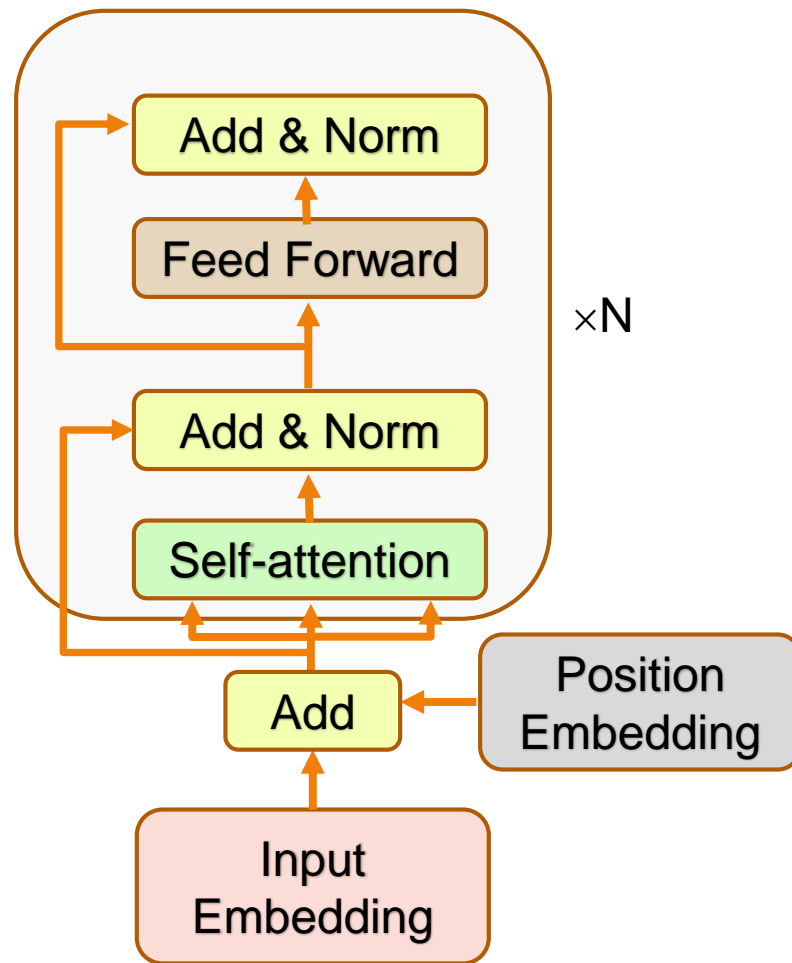 Add & Norm
Feed Forward
×N
Add & Norm
Self-attention
Add
Position
Embedding
Input
Embedding